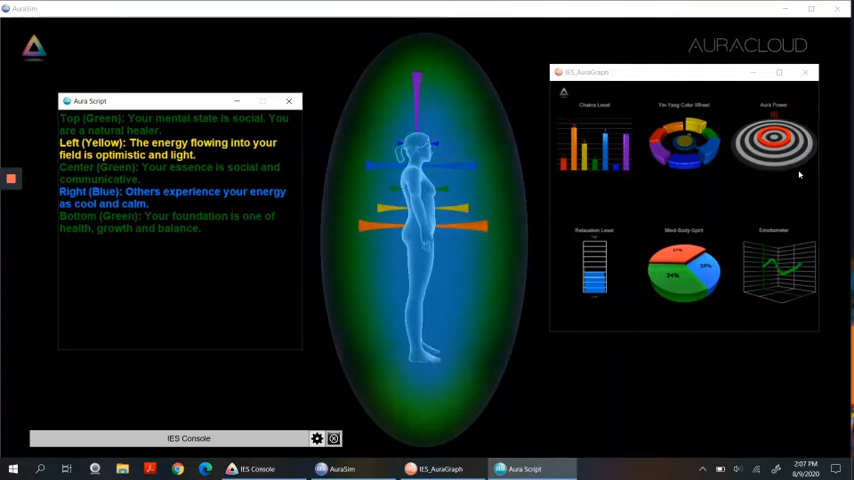 AuraSim
AURACLOUD
Aura Script
Top (Green): Your mental state is social. You
are a natural healer.
Left (Yellow): The energy flowing into your
field is optimistic and light.
Center (Green): Your essence is social and
communicative.
Right (Blue): Others experience your energy
as cool and calm.
Bottom (Green): Your foundation is one of
health, growth and balance.
IES_AuraGraph
Chakra Level
Yin-Yang Color Wheel
Aura Power
Relaxation Level
Mind-Body-Spirit
Emotiometer
34%
IES Console
IES Console
AuraSim
IES_AuraGraph
Aura Script
2:07 PM
8/9/2020